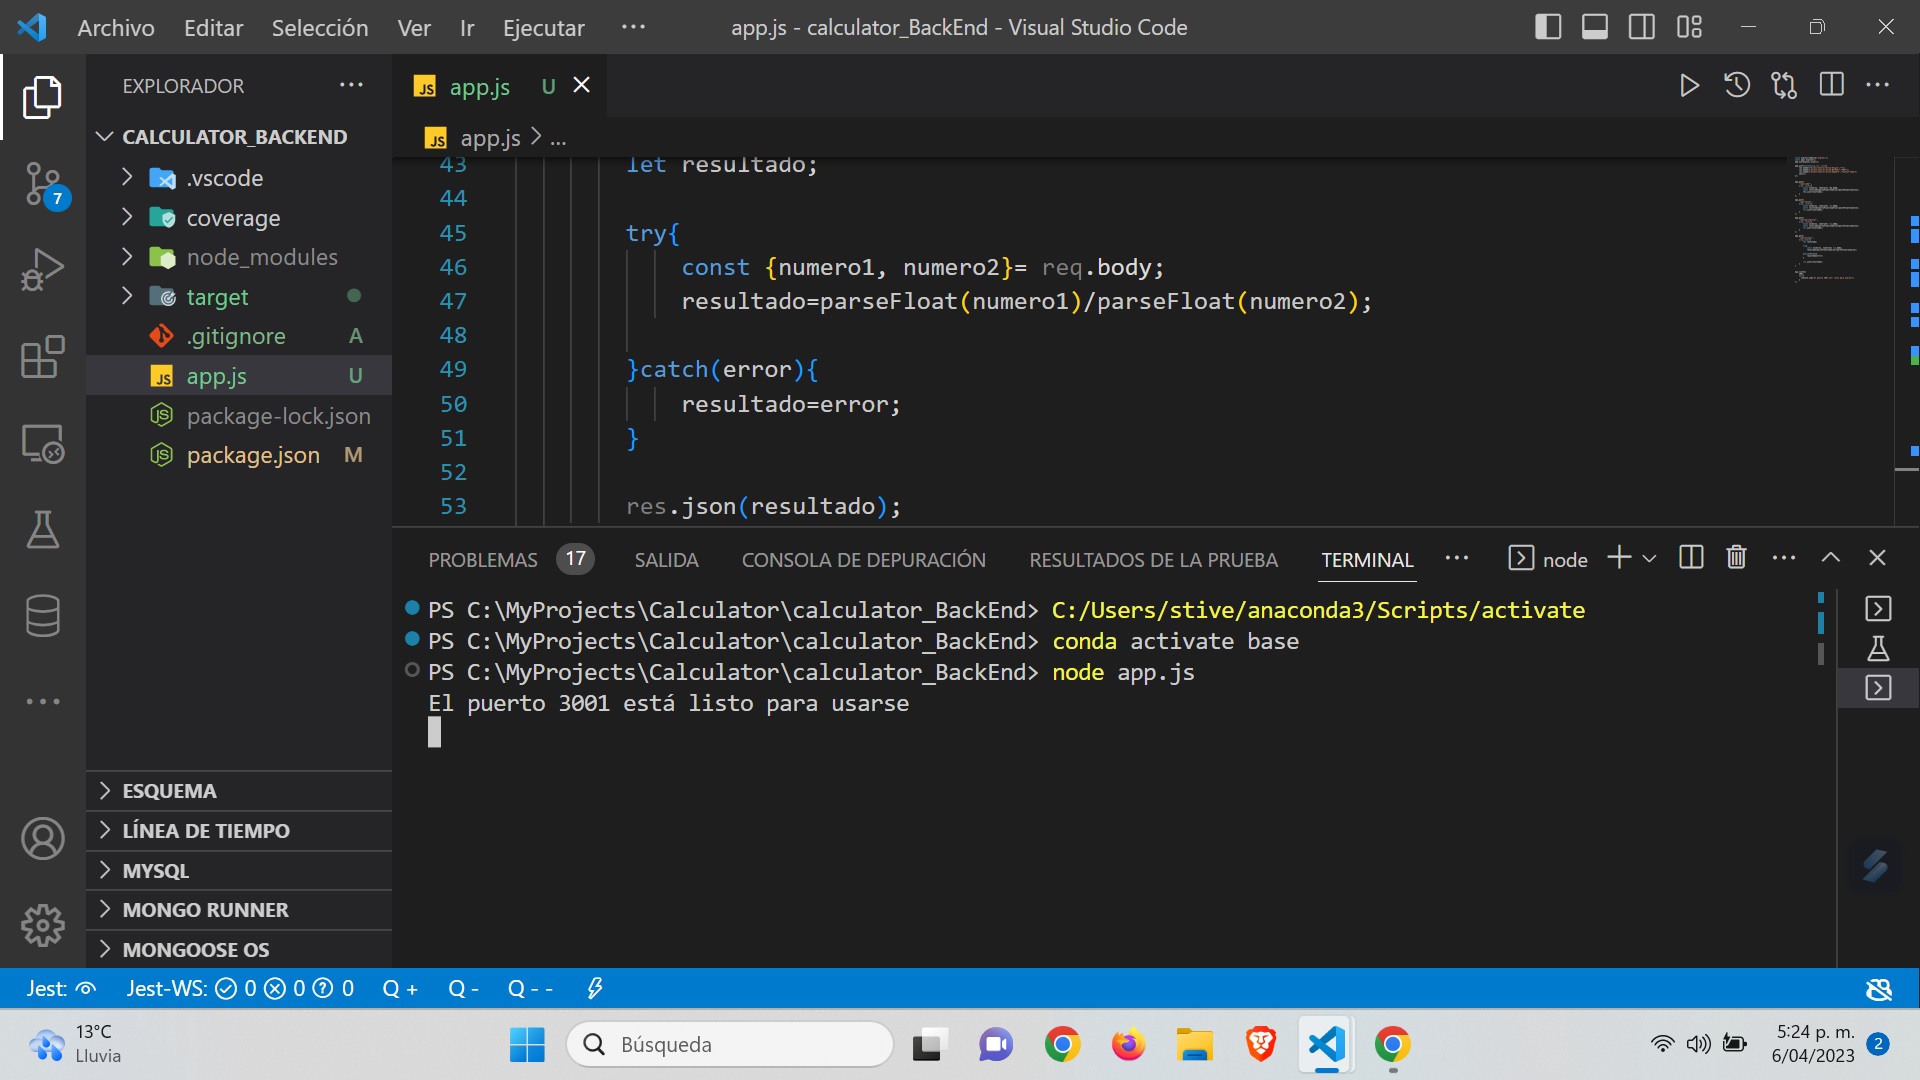 Archivo Editar Selección Ver Ir Ejecutar ··· app.js - calculator_BackEnd - Visual Studio Code
EXPLORADOR ···
CALCULATOR_BACKEND
.vscode
coverage
node_modules
target
.gitignore A
app.js U
package-lock.json
package.json M
7
ESQUEMA
LÍNEA DE TIEMPO
MYSQL
MONGO RUNNER
MONGOOSE OS
JS app.js U
JS app.js > ...
43 let resultado;
44
45 try{
46 const {numero1, numero2}= req.body;
47 resultado=parseFloat(numero1)/parseFloat(numero2);
48
49 }catch(error){
50 resultado=error;
51 }
52
53 res.json(resultado);
PROBLEMAS 17 SALIDA CONSOLA DE DEPURACIÓN RESULTADOS DE LA PRUEBA TERMINAL ··· node
PS C:\MyProjects\Calculator\calculator_BackEnd> C:/Users/stive/anaconda3/Scripts/activate
PS C:\MyProjects\Calculator\calculator_BackEnd> conda activate base
PS C:\MyProjects\Calculator\calculator_BackEnd> node app.js
El puerto 3001 está listo para usarse
Jest: Jest-WS: 0 0 0 Q + Q - Q - -
13°C
Lluvia
Búsqueda
5:24 p. m.
6/04/2023
2